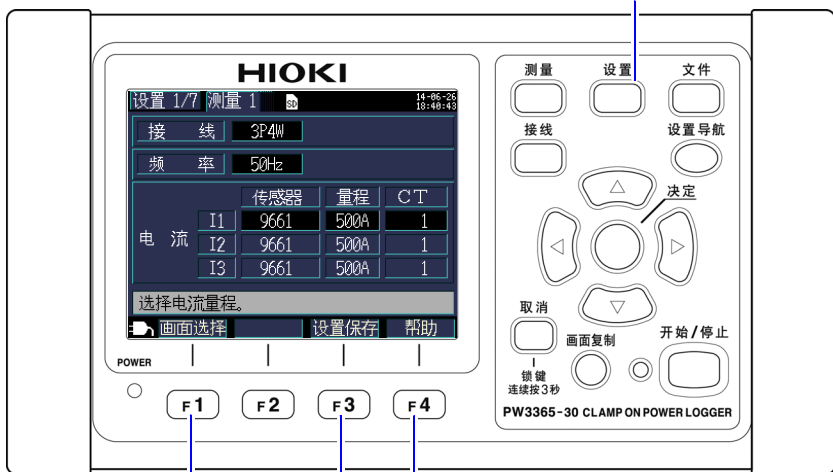 HIOKI
设置 1/7 测量 1 SD 14-06-26
18:40:43
接 线 3P4W
频 率 50Hz
传感器 量程 CT
电 流 I1 9661 500A 1
I2 9661 500A 1
I3 9661 500A 1
选择电流量程。
画面选择 设置保存 帮助
POWER
F1 F2 F3 F4
测量 设置 文件
接线 设置导航
决定
取消
画面复制 开始/停止
锁键
连续按3秒
PW3365-30 CLAMP ON POWER LOGGER